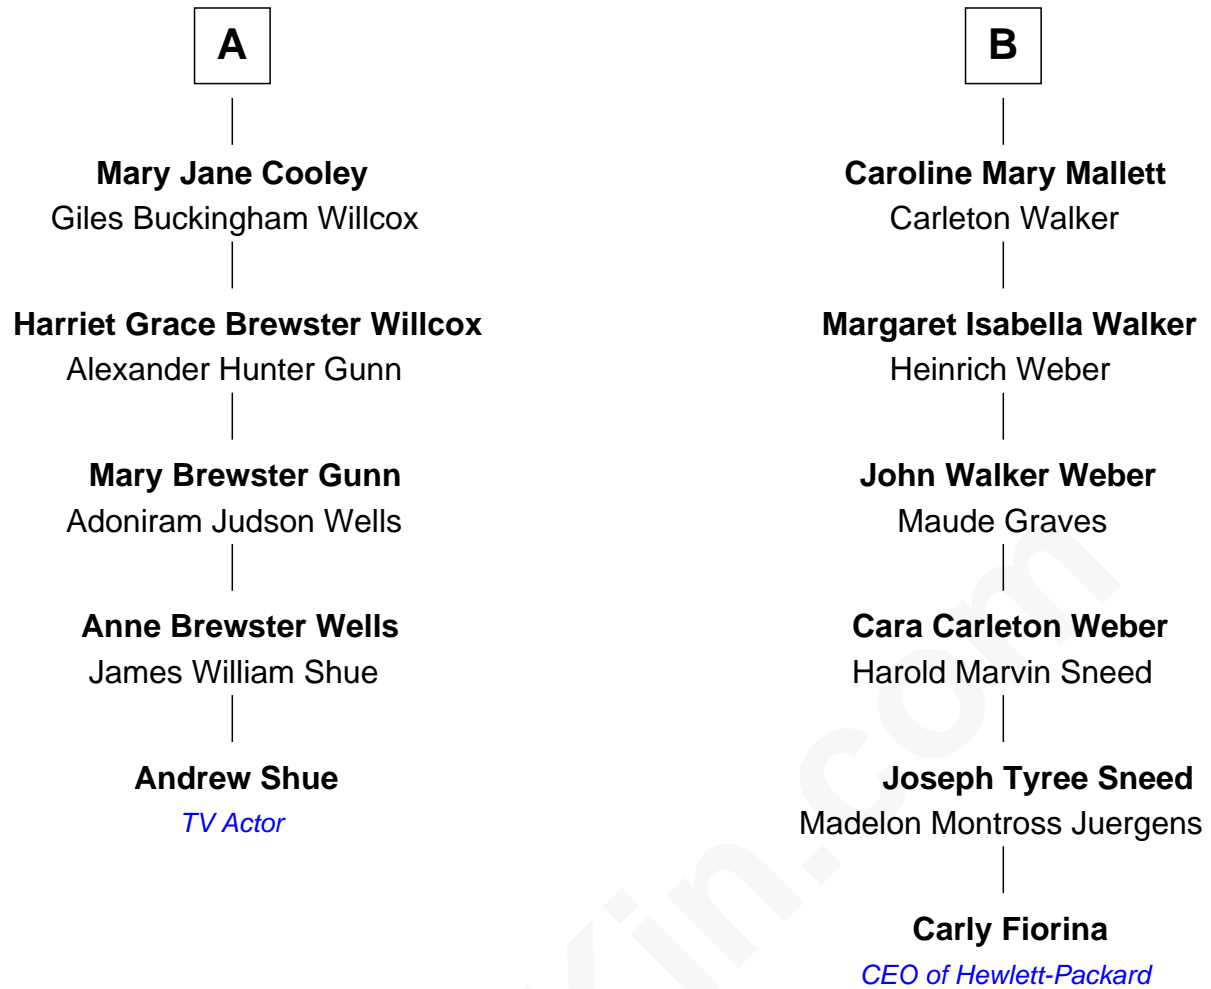 A
Mary Jane Cooley
Giles Buckingham Willcox
Harriet Grace Brewster Willcox
Alexander Hunter Gunn
Mary Brewster Gunn
Adoniram Judson Wells
Anne Brewster Wells
James William Shue
Andrew Shue
TV Actor
B
Caroline Mary Mallett
Carleton Walker
Margaret Isabella Walker
Heinrich Weber
John Walker Weber
Maude Graves
Cara Carleton Weber
Harold Marvin Sneed
Joseph Tyree Sneed
Madelon Montross Juergens
Carly Fiorina
CEO of Hewlett-Packard
Kin.com